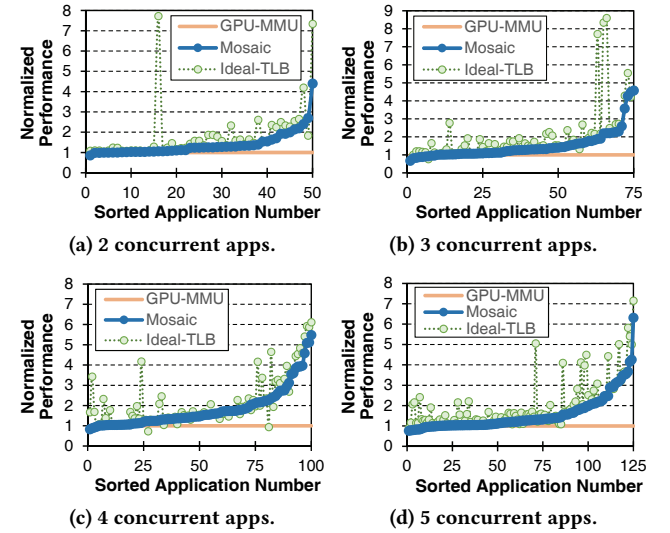 8
7
6
5
4
3
2
1
0
Normalized
Performance
GPU-MMU
Mosaic
Ideal-TLB
0 10 20 30 40 50
Sorted Application Number
(a) 2 concurrent apps.
8
9
7
6
5
4
3
2
1
0
Normalized
Performance
GPU-MMU
Mosaic
Ideal-TLB
0 25 50 75
Sorted Application Number
(b) 3 concurrent apps.
8
7
6
5
4
3
2
1
0
Normalized
Performance
GPU-MMU
Mosaic
Ideal-TLB
0 25 50 75 100
Sorted Application Number
(c) 4 concurrent apps.
8
7
6
5
4
3
2
1
0
Normalized
Performance
GPU-MMU
Mosaic
Ideal-TLB
0 25 50 75 100 125
Sorted Application Number
(d) 5 concurrent apps.